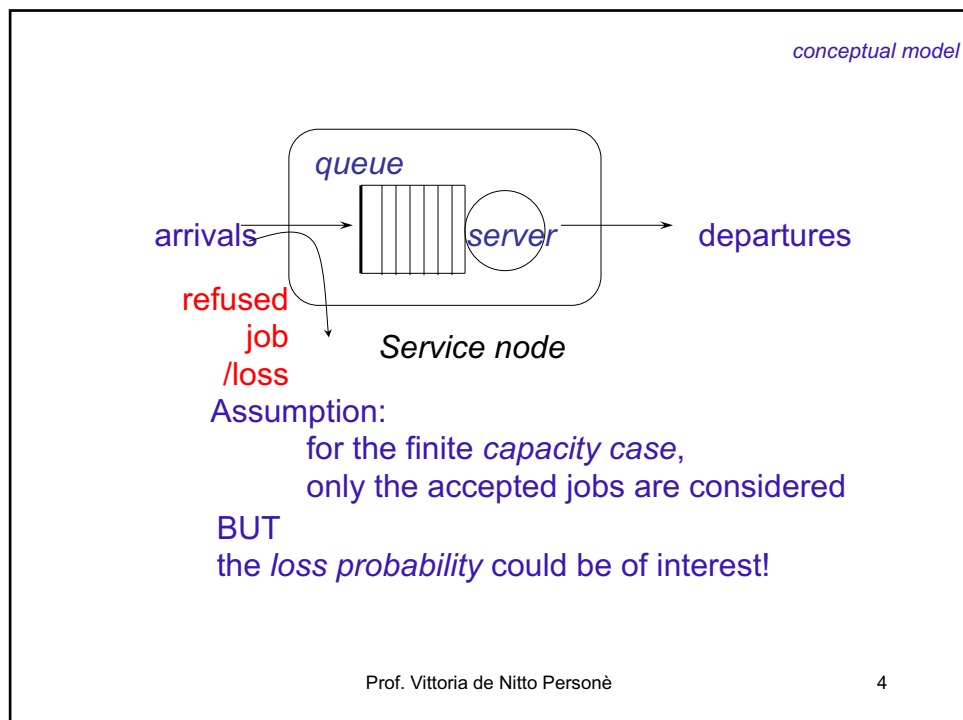 conceptual model
queue
arrivals
server
departures
refused
job
/loss
Service node
Assumption:
for the finite capacity case,
only the accepted jobs are considered
BUT
the loss probability could be of interest!
Prof. Vittoria de Nitto Personè
4